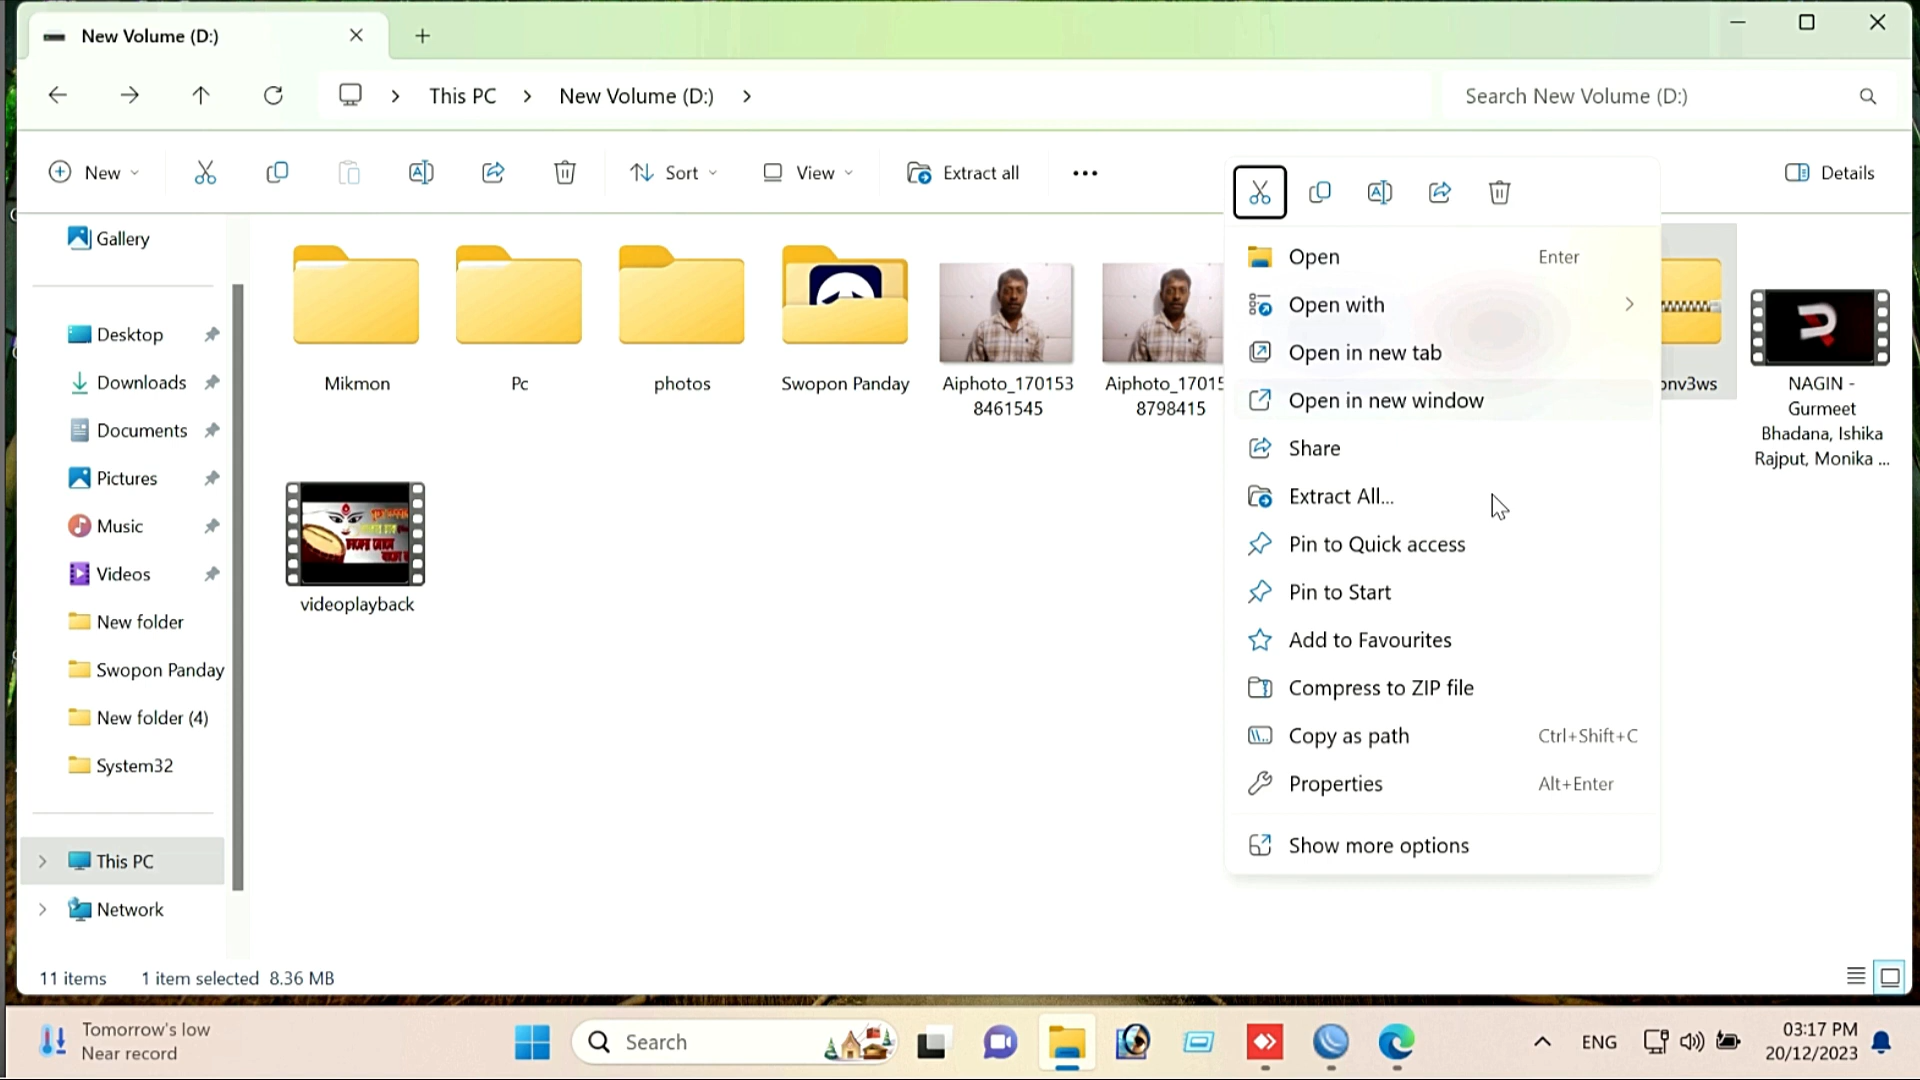 New Volume (D:)
This PC
New Volume (D:)
Search New Volume (D:)
New
Sort
View
Extract all
Details
Gallery
Desktop
Downloads
Documents
Pictures
Music
Videos
New folder
Swopon Panday
New folder (4)
System32
This PC
Network
Mikmon
Pc
photos
Swopon Panday
Aiphoto_170153
8461545
Aiphoto_17015
8798415
onv3ws
NAGIN -
Gurmeet
Bhadana, Ishika
Rajput, Monika ...
videoplayback
Open Enter
Open with
Open in new tab
Open in new window
Share
Extract All...
Pin to Quick access
Pin to Start
Add to Favourites
Compress to ZIP file
Copy as path Ctrl+Shift+C
Properties Alt+Enter
Show more options
11 items 1 item selected 8.36 MB
Tomorrow's low
Near record
Search
ENG
03:17 PM
20/12/2023